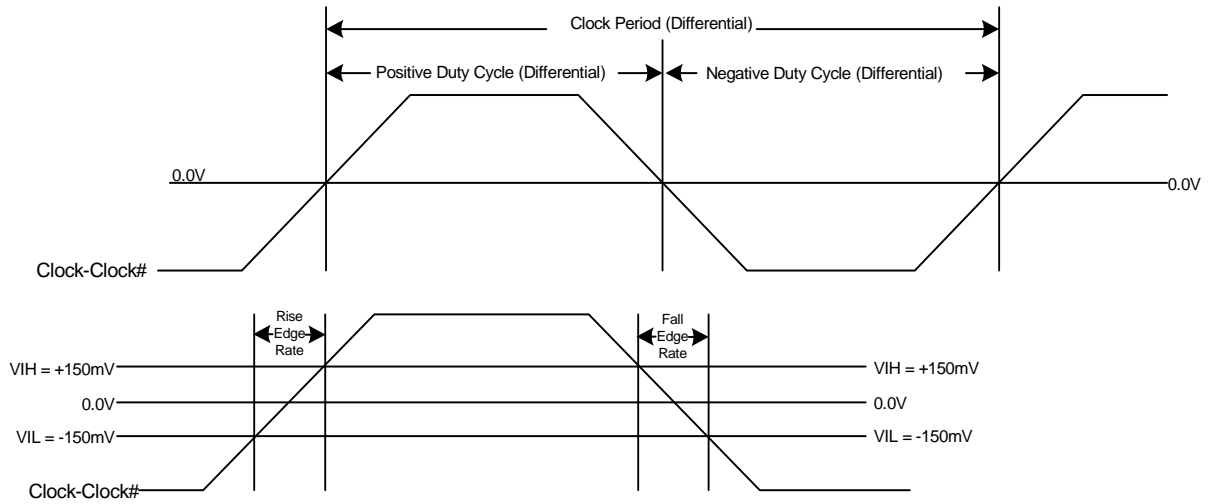 Clock Period (Differential)
Positive Duty Cycle (Differential)
Negative Duty Cycle (Differential)
0.0V
0.0V
Clock-Clock#
Rise
Edge
Rate
Fall
Edge
Rate
VIH = +150mV
VIH = +150mV
0.0V
0.0V
VIL = -150mV
VIL = -150mV
Clock-Clock#